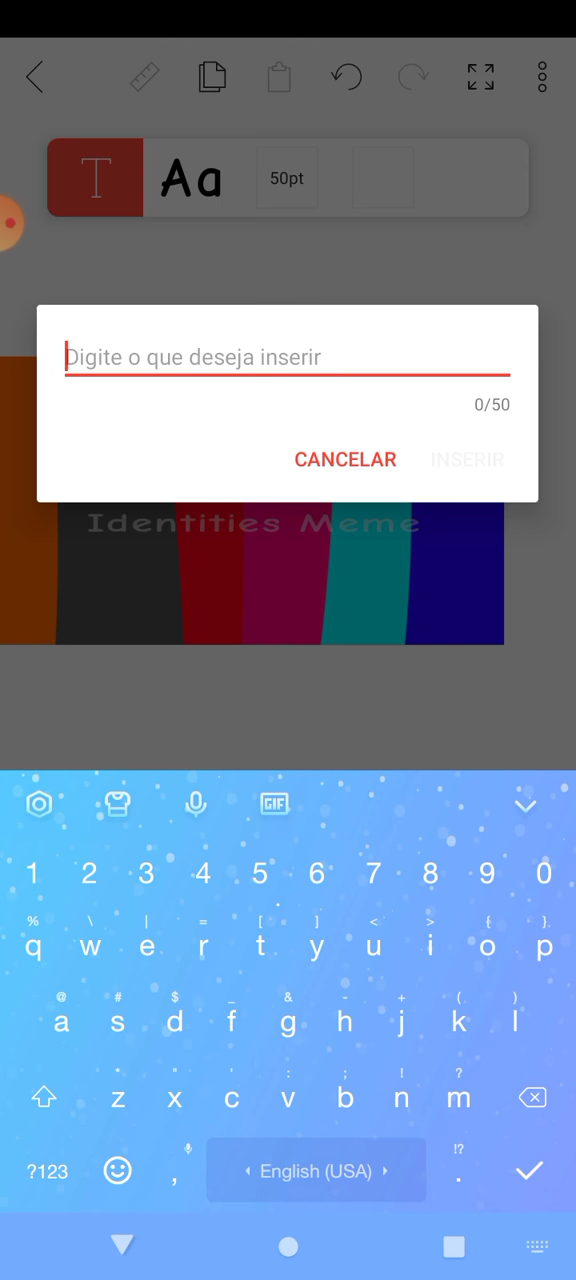 T Aa 50pt
Digite o que deseja inserir
0/50
CANCELAR INSERIR
Identities Meme
GIF
1 2 3 4 5 6 7 8 9 0
% \ | = [ ] < > { }
q w e r t y u i o p
@ # $ _ & - + ( )
a s d f g h j k l
* " ' : ; ! ?
z x c v b n m
!?
?123 , English (USA) .